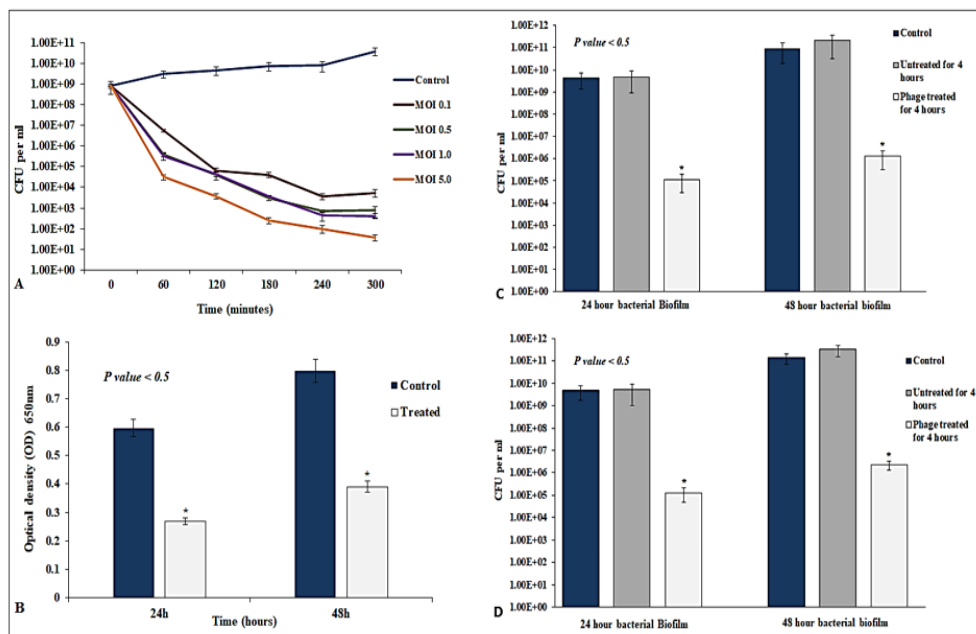 1.00E+11
1.00E+10
1.00E+09
1.00E+08
1.00E+07
1.00E+06
1.00E+05
1.00E+04
1.00E+03
1.00E+02
1.00E+01
1.00E+00
CFU per ml
0 60 120 180 240 300
Time (minutes)
Control
MOI 0.1
MOI 0.5
MOI 1.0
MOI 5.0
A
0.9
0.8
0.7
0.6
0.5
0.4
0.3
0.2
0.1
0
Optical density (OD) 650nm
P value < 0.5
Control
Treated
*
*
24h 48h
Time (hours)
B
1.00E+12
1.00E+11
1.00E+10
1.00E+09
1.00E+08
1.00E+07
1.00E+06
1.00E+05
1.00E+04
1.00E+03
1.00E+02
1.00E+01
1.00E+00
CFU per ml
P value < 0.5
Control
Untreated for 4
hours
Phage treated
for 4 hours
*
*
24 hour bacterial Biofilm 48 hour bacterial biofilm
C
1.00E+12
1.00E+11
1.00E+10
1.00E+09
1.00E+08
1.00E+07
1.00E+06
1.00E+05
1.00E+04
1.00E+03
1.00E+02
1.00E+01
1.00E+00
CFU per ml
P value < 0.5
Control
Untreated for 4
hours
Phage treated
for 4 hours
*
*
24 hour bacterial Biofilm 48 hour bacterial biofilm
D